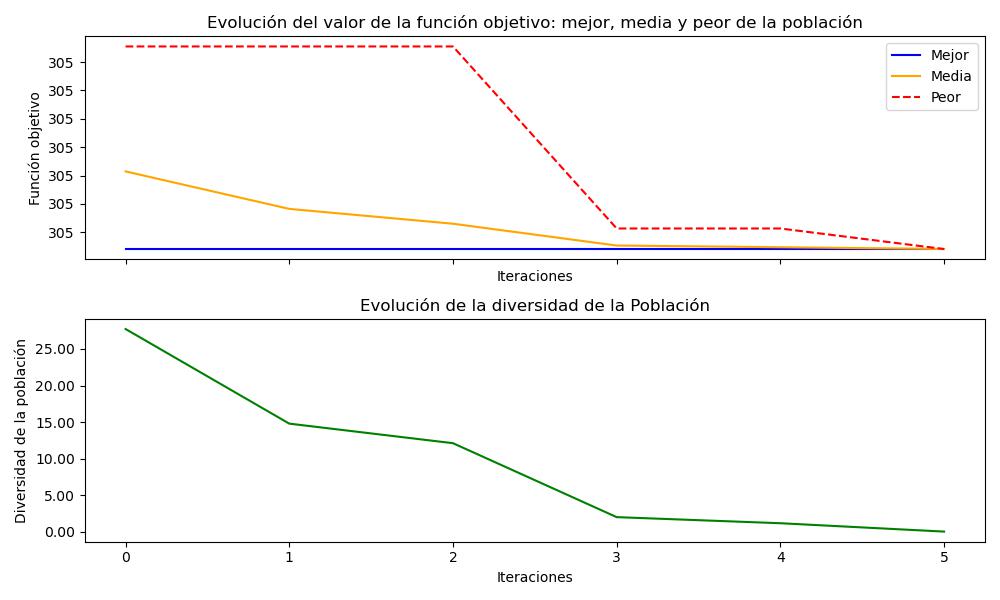 Evolución del valor de la función objetivo: mejor, media y peor de la población
Función objetivo
305
305
305
305
305
305
305
Mejor
Media
Peor
Iteraciones
Evolución de la diversidad de la Población
Diversidad de la población
25.00
20.00
15.00
10.00
5.00
0.00
0 1 2 3 4 5
Iteraciones